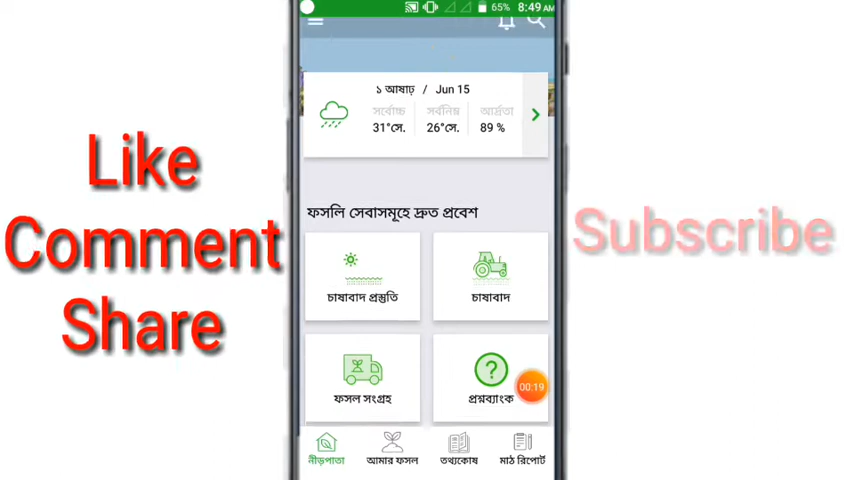 65% 8:49 AM
১ আষাঢ় / Jun 15
সর্বোচ্চ সর্বনিম্ন আর্দ্রতা
31°সে. 26°সে. 89 %
Like
Comment
Share
Subscribe
ফসলি সেবাসমূহে দ্রুত প্রবেশ
চাষাবাদ প্রস্তুতি চাষাবাদ
ফসল সংগ্রহ প্রশ্নব্যাংক
00:19
নীড়পাতা আমার ফসল তথ্যকোষ মাঠ রিপোর্ট